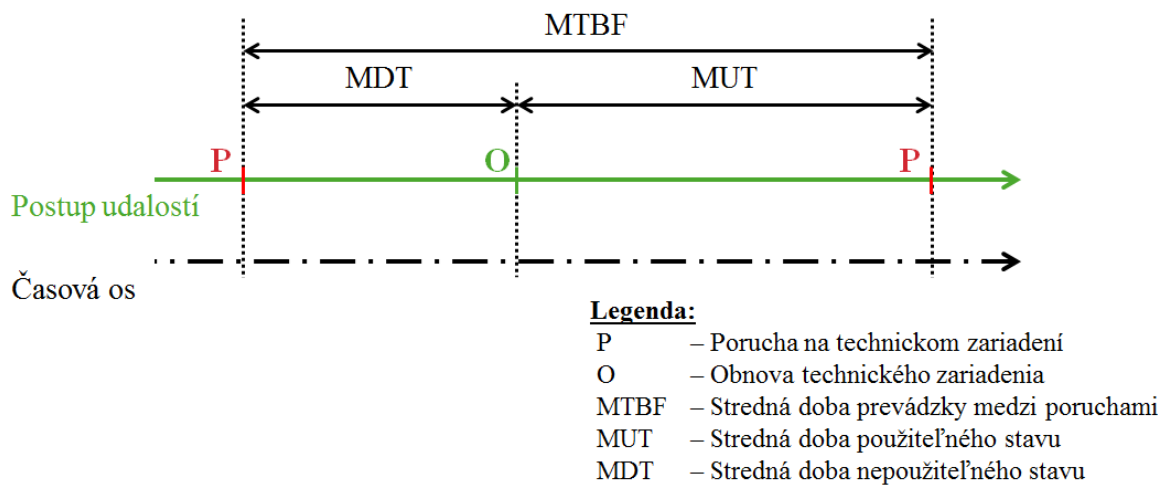 MTBF
MDT MUT
P O P
Postup udalostí
Časová os
Legenda:
P – Porucha na technickom zariadení
O – Obnova technického zariadenia
MTBF – Stredná doba prevádzky medzi poruchami
MUT – Stredná doba použiteľného stavu
MDT – Stredná doba nepoužiteľného stavu